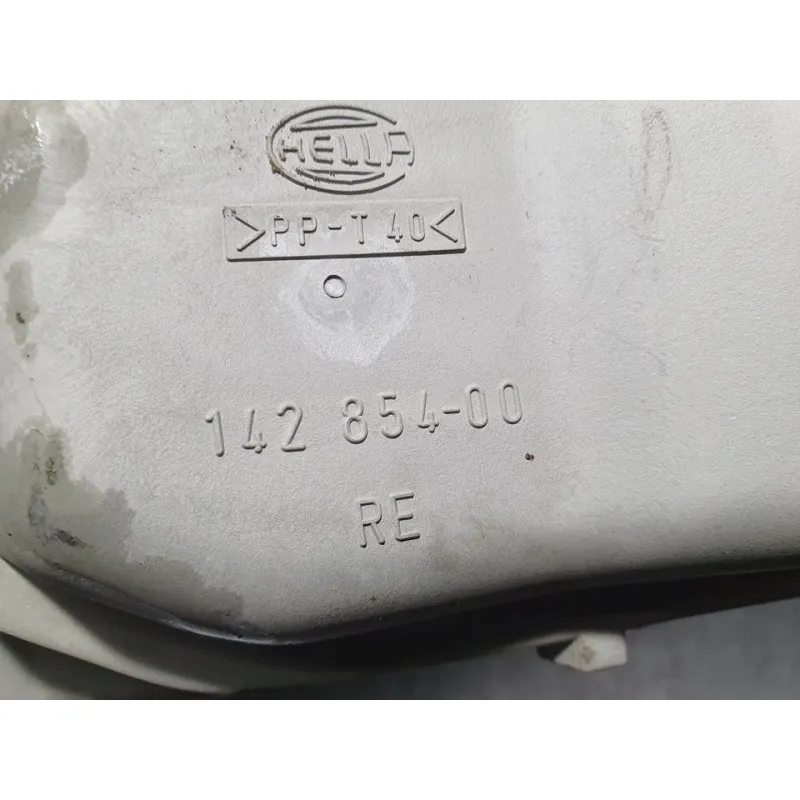 HELLA
>PP-T 40<
142 854-00
RE